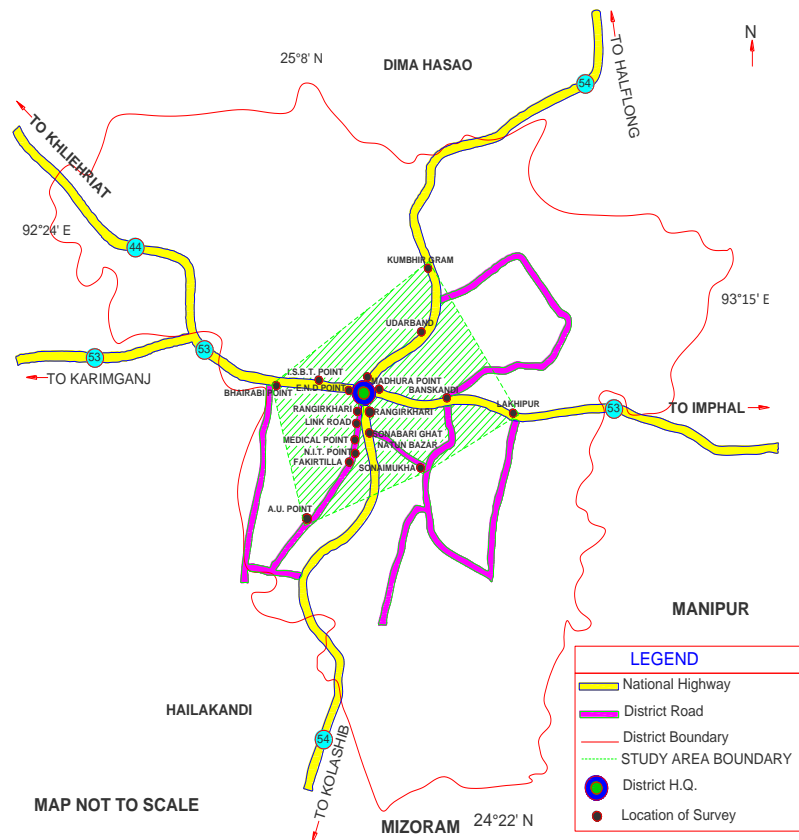 N
25°8' N
DIMA HASAO
54
TO HALFLONG
TO KHLIEHRIAT
92°24' E
44
KUMBHIR GRAM
93°15' E
UDARBAND
53
53
TO KARIMGANJ
I.S.B.T. POINT
MADHURA POINT
BHAIRABI POINT
E.N.D POINT
BANSKANDI
LAKHIPUR
53
TO IMPHAL
RANGIRKHARI
RANGIRKHARI
LINK ROAD
SONABARI GHAT
MEDICAL POINT
NATUN BAZAR
N.I.T. POINT
FAKIRTILLA
SONAIMUKHA
A.U. POINT
MANIPUR
HAILAKANDI
54
TO KOLASHIB
MAP NOT TO SCALE
MIZORAM
24°22' N
LEGEND
National Highway
District Road
District Boundary
STUDY AREA BOUNDARY
District H.Q.
Location of Survey